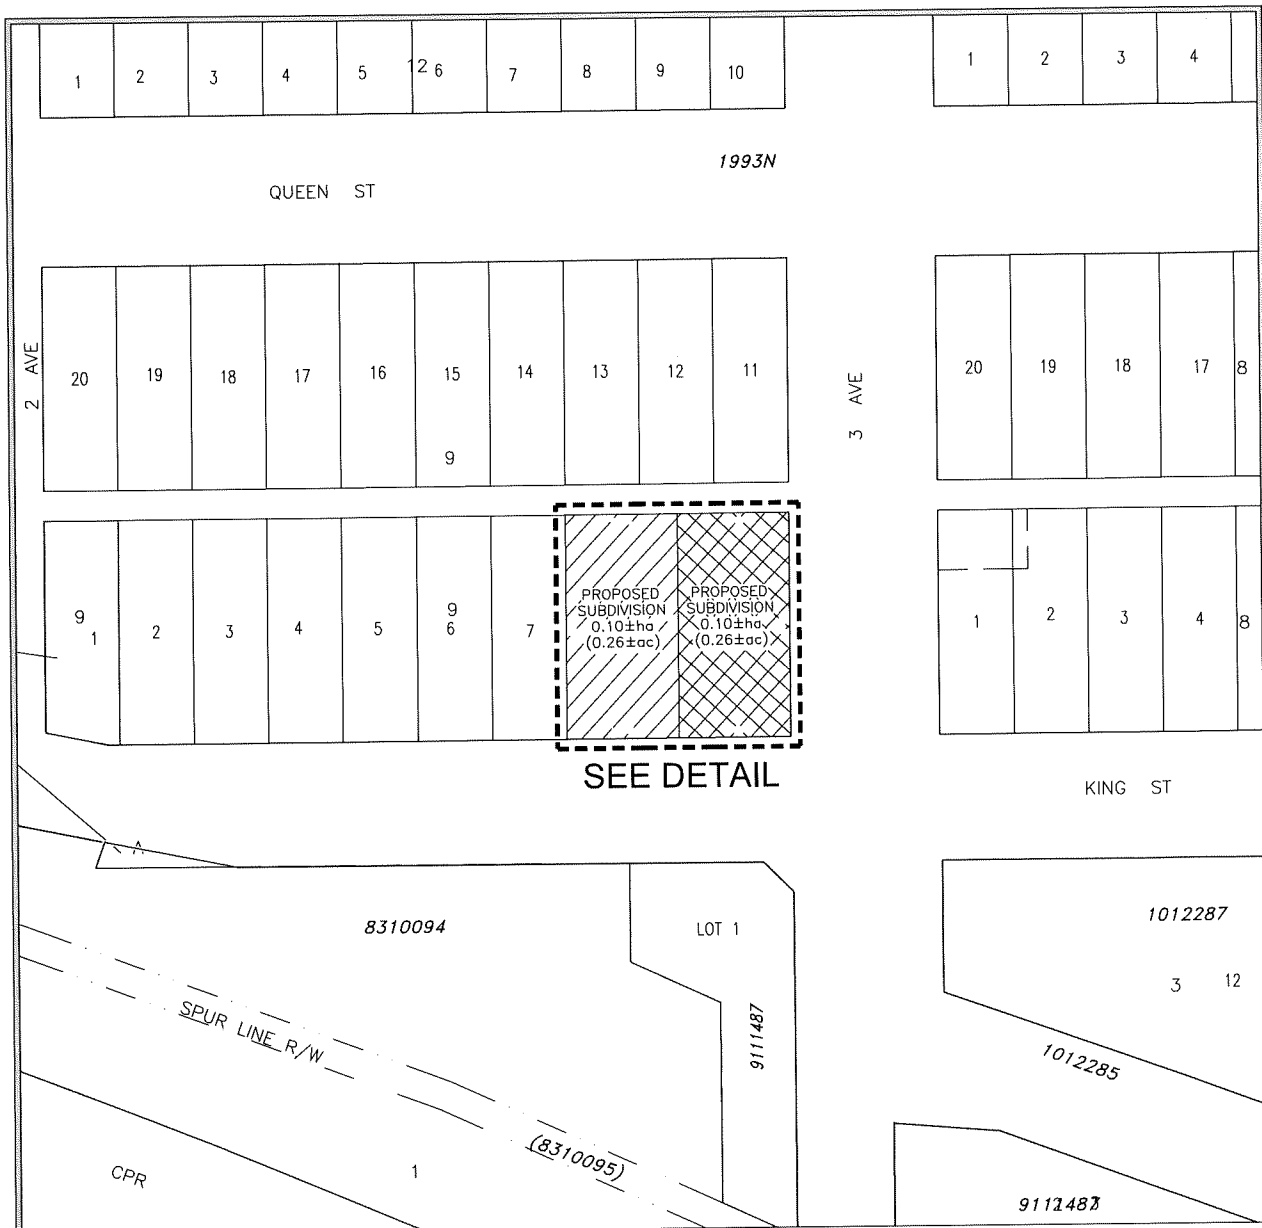 1 2 3 4 5 12 6 7 8 9 10 1 2 3 4
1993N
QUEEN ST
2 AVE
3 AVE
20 19 18 17 16 15 14 13 12 11 20 19 18 17 8
9
PROPOSED
SUBDIVISION
0.10±ha
(0.26±ac)
PROPOSED
SUBDIVISION
0.10±ha
(0.26±ac)
9 9
1 2 3 4 5 6 7 1 2 3 4 8
SEE DETAIL
KING ST
A
8310094
LOT 1
1012287
3 12
SPUR LINE R/W
9111487
1012285
(8310095)
CPR
1